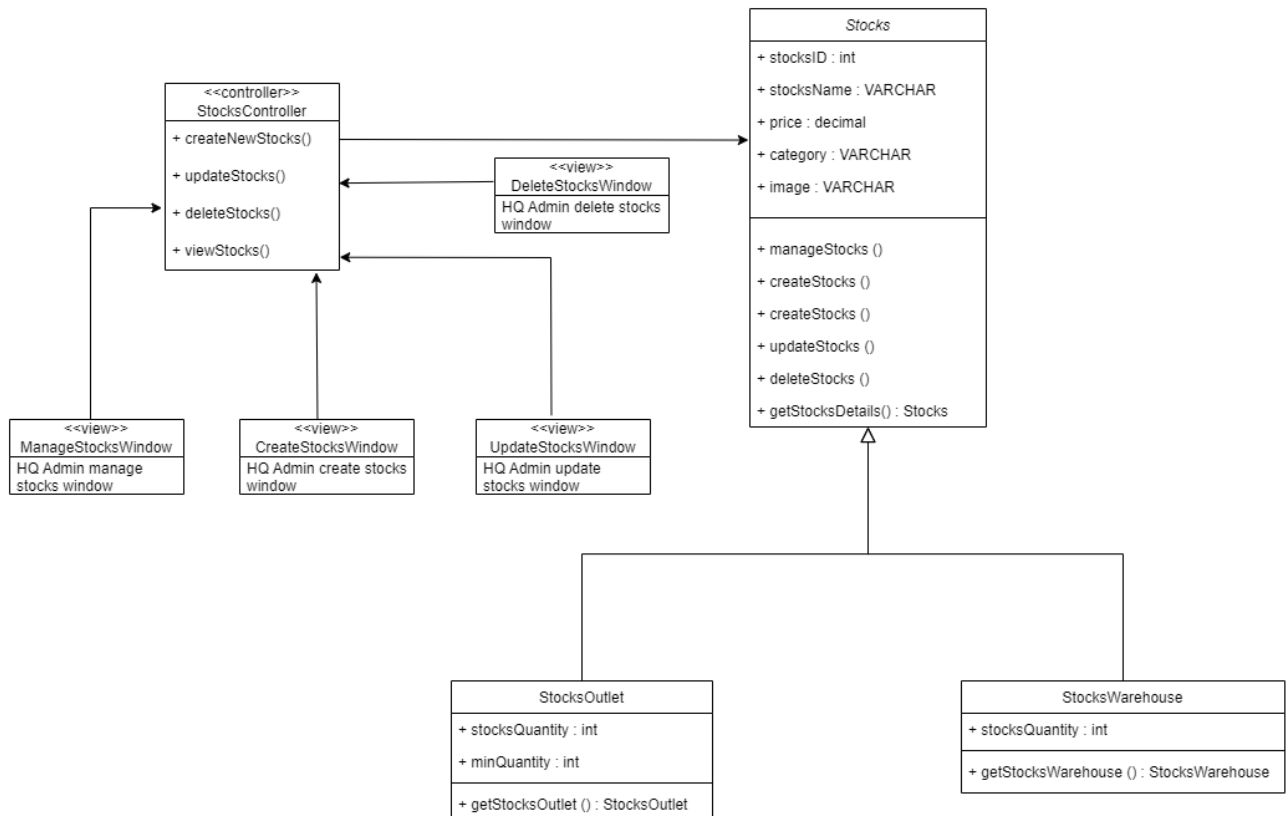 Stocks
+ stocksID : int
+ stocksName : VARCHAR
+ price : decimal
+ category : VARCHAR
+ image : VARCHAR
+ manageStocks ()
+ createStocks ()
+ createStocks ()
+ updateStocks ()
+ deleteStocks ()
+ getStocksDetails() : Stocks
<<controller>>
StocksController
+ createNewStocks()
+ updateStocks()
+ deleteStocks()
+ viewStocks()
<<view>>
DeleteStocksWindow
HQ Admin delete stocks
window
<<view>>
ManageStocksWindow
HQ Admin manage
stocks window
<<view>>
CreateStocksWindow
HQ Admin create stocks
window
<<view>>
UpdateStocksWindow
HQ Admin update
stocks window
StocksOutlet
+ stocksQuantity : int
+ minQuantity : int
+ getStocksOutlet () : StocksOutlet
StocksWarehouse
+ stocksQuantity : int
+ getStocksWarehouse () : StocksWarehouse